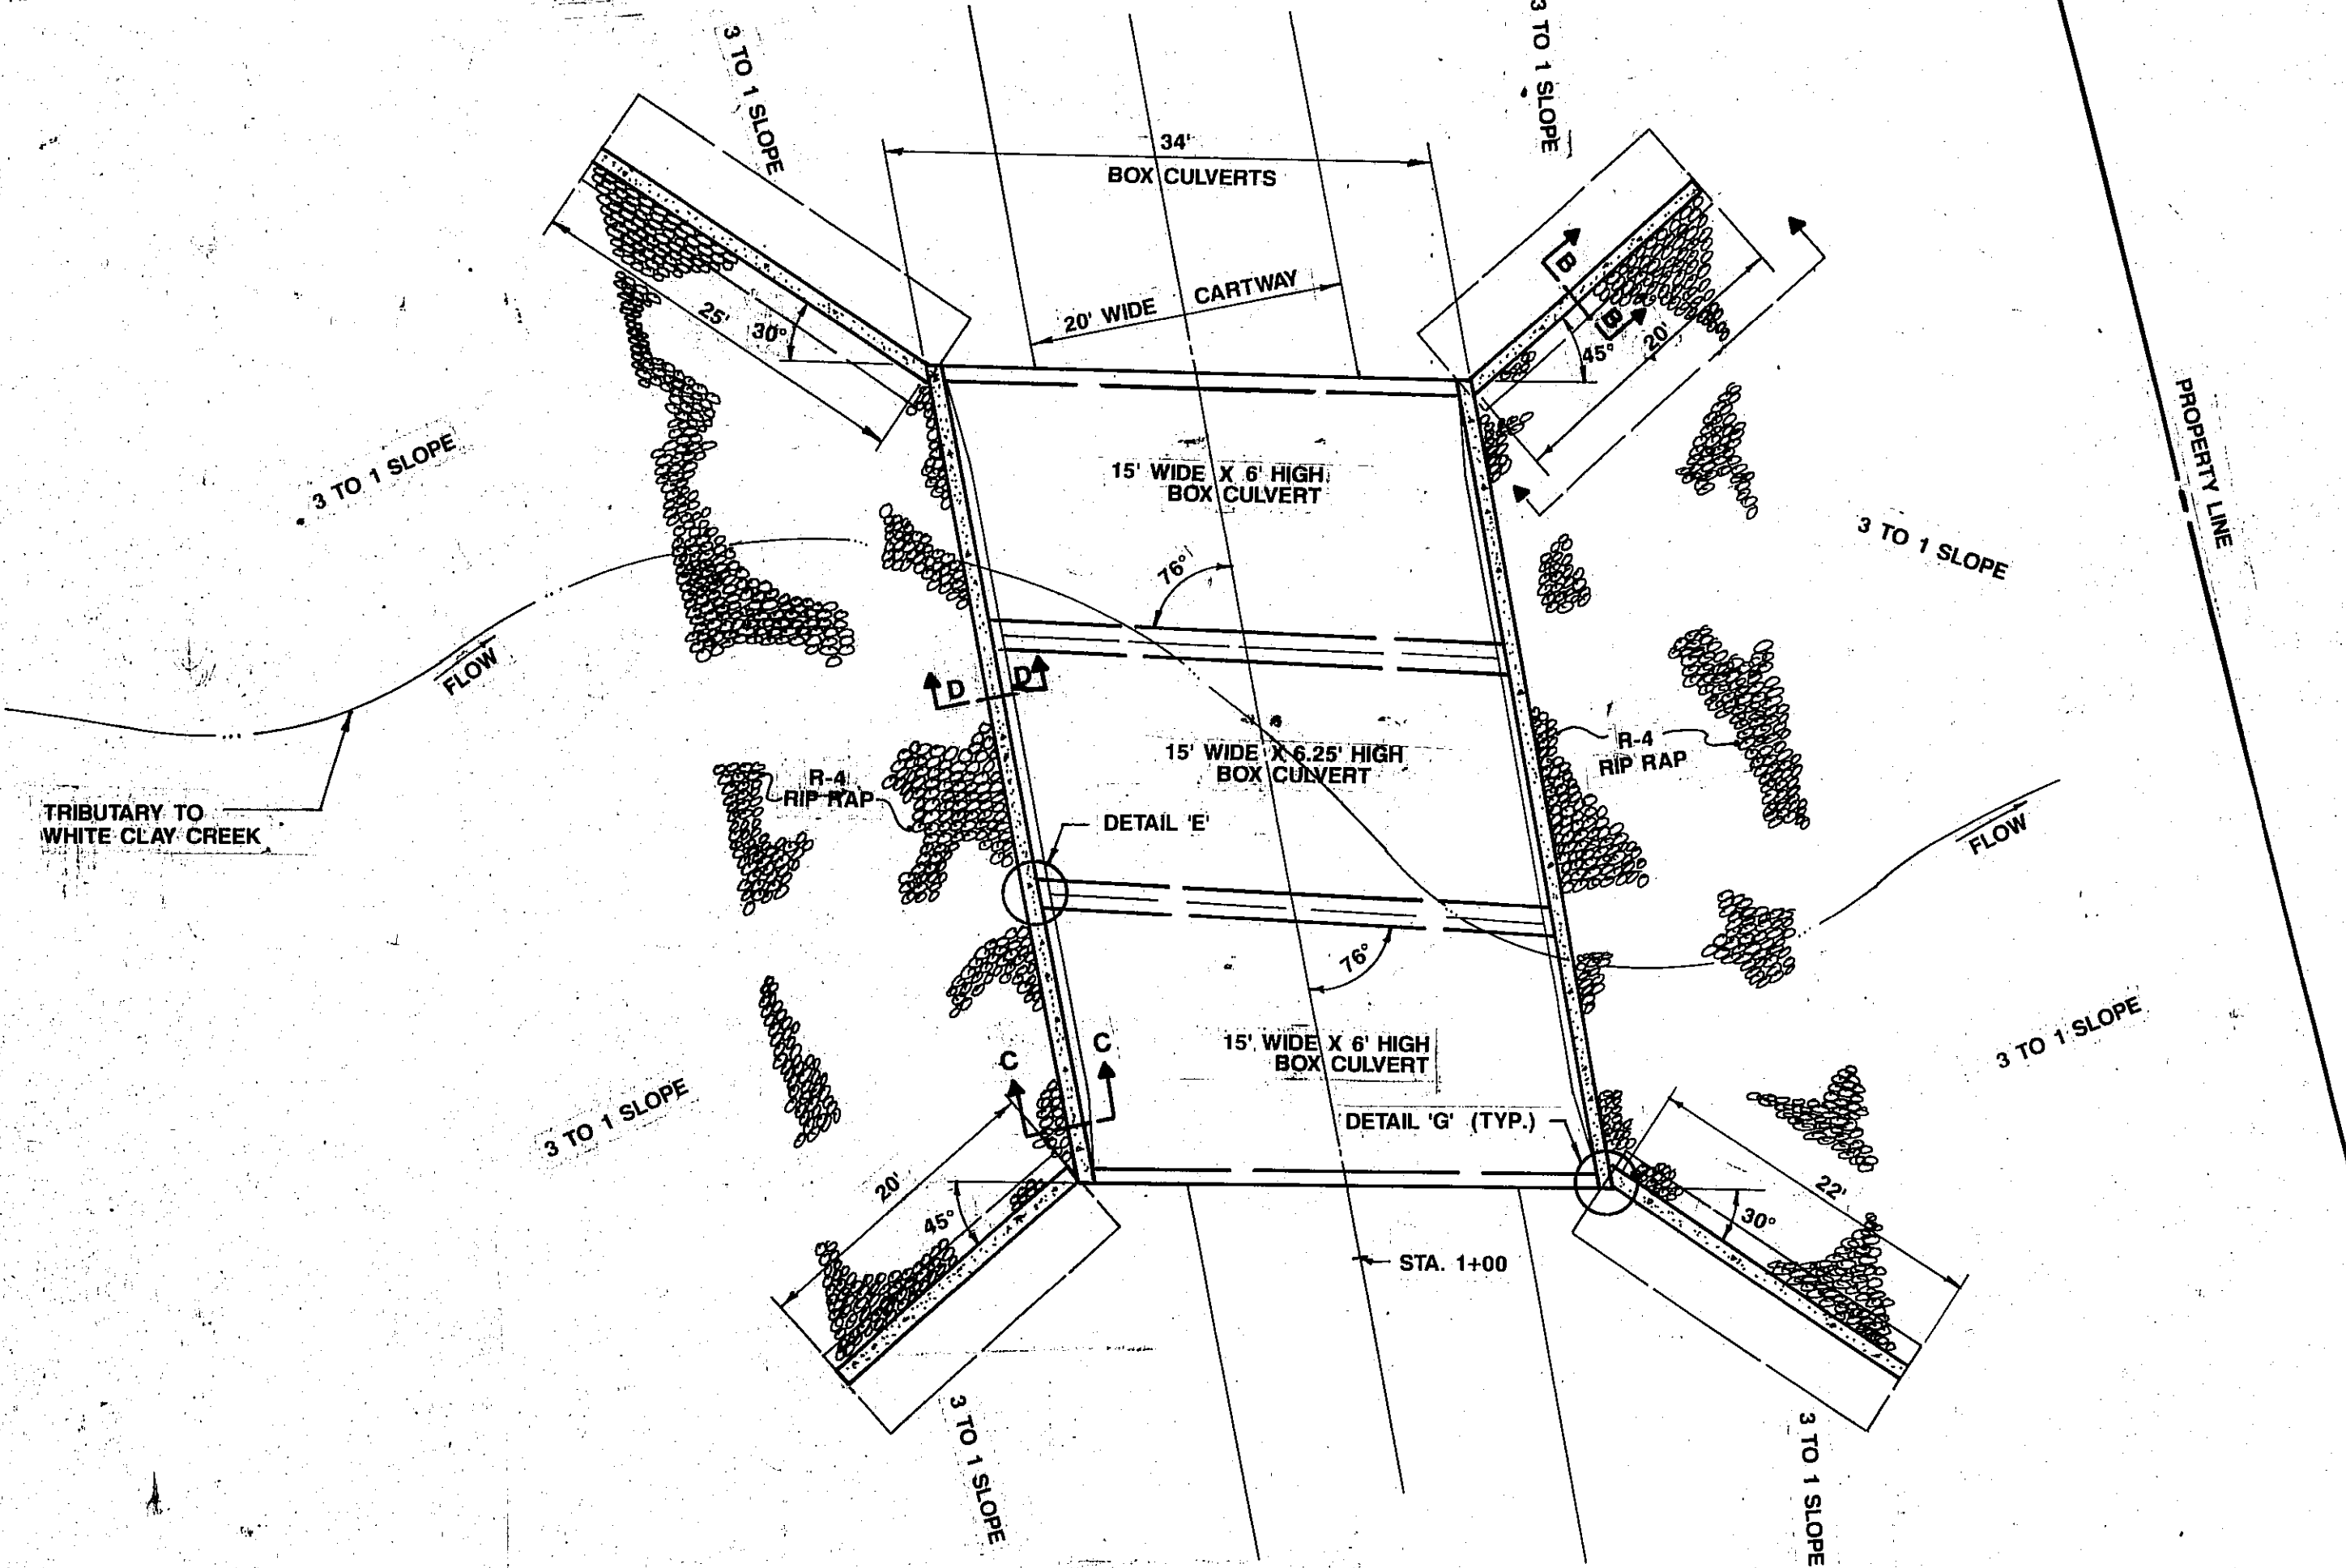 3 TO 1 SLOPE
3 TO 1 SLOPE
34'
BOX CULVERTS
20' WIDE CARTWAY
25'
30°
B
B
20'
45°
3 TO 1 SLOPE
15' WIDE X 6' HIGH
BOX CULVERT
PROPERTY LINE
3 TO 1 SLOPE
76°
FLOW
D
D
TRIBUTARY TO
WHITE CLAY CREEK
R-4
RIP RAP
15' WIDE X 6.25' HIGH
BOX CULVERT
R-4
RIP RAP
DETAIL 'E'
FLOW
76°
3 TO 1 SLOPE
C
C
15' WIDE X 6' HIGH
BOX CULVERT
3 TO 1 SLOPE
DETAIL 'G' (TYP.)
20'
45°
22'
30°
STA. 1+00
3 TO 1 SLOPE
3 TO 1 SLOPE